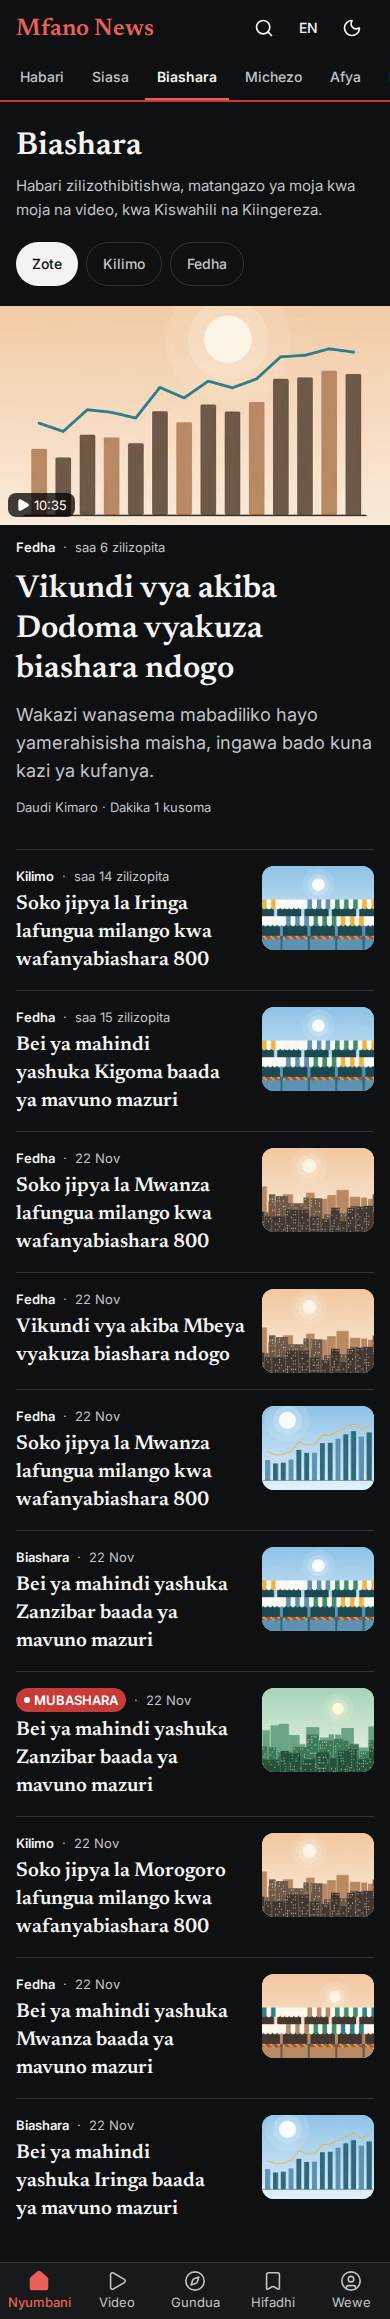 Mfano News
EN
Habari Siasa Biashara Michezo Afya
Biashara
Habari zilizothibitishwa, matangazo ya moja kwa
moja na video, kwa Kiswahili na Kiingereza.
Zote Kilimo Fedha
10:35
Fedha · saa 6 zilizopita
Vikundi vya akiba
Dodoma vyakuza
biashara ndogo
Wakazi wanasema mabadiliko hayo
yamerahisisha maisha, ingawa bado kuna
kazi ya kufanya.
Daudi Kimaro · Dakika 1 kusoma
Kilimo · saa 14 zilizopita
Soko jipya la Iringa
lafungua milango kwa
wafanyabiashara 800
Fedha · saa 15 zilizopita
Bei ya mahindi
yashuka Kigoma baada
ya mavuno mazuri
Fedha · 22 Nov
Soko jipya la Mwanza
lafungua milango kwa
wafanyabiashara 800
Fedha · 22 Nov
Vikundi vya akiba Mbeya
vyakuza biashara ndogo
Fedha · 22 Nov
Soko jipya la Mwanza
lafungua milango kwa
wafanyabiashara 800
Biashara · 22 Nov
Bei ya mahindi yashuka
Zanzibar baada ya
mavuno mazuri
MUBASHARA · 22 Nov
Bei ya mahindi yashuka
Zanzibar baada ya
mavuno mazuri
Kilimo · 22 Nov
Soko jipya la Morogoro
lafungua milango kwa
wafanyabiashara 800
Fedha · 22 Nov
Bei ya mahindi yashuka
Mwanza baada ya
mavuno mazuri
Biashara · 22 Nov
Bei ya mahindi
yashuka Iringa baada
ya mavuno mazuri
Nyumbani Video Gundua Hifadhi Wewe